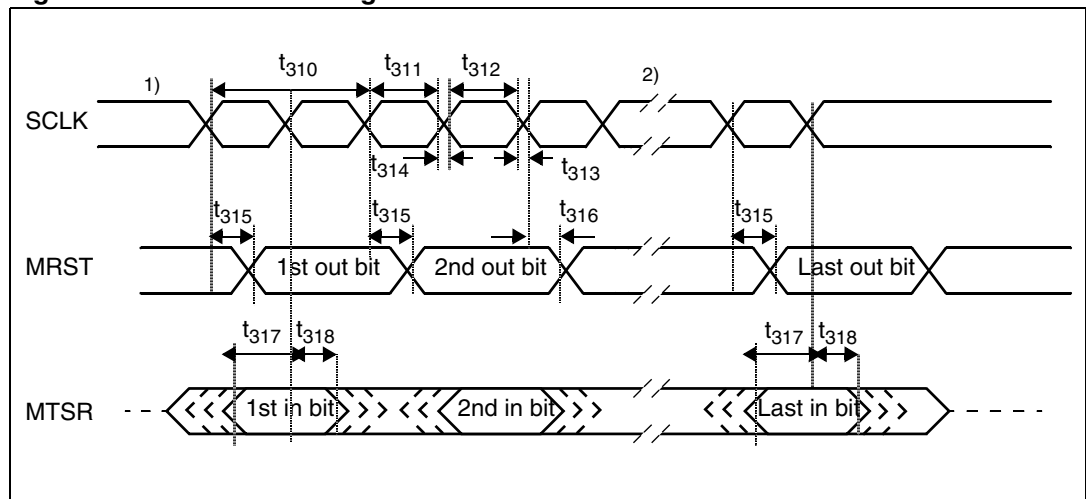 1)
t310
t311
t312
2)
SCLK
t314
t313
t315
t315
t316
t315
MRST
1st out bit
2nd out bit
Last out bit
t317
t318
t317
t318
MTSR
1st in bit
2nd in bit
Last in bit